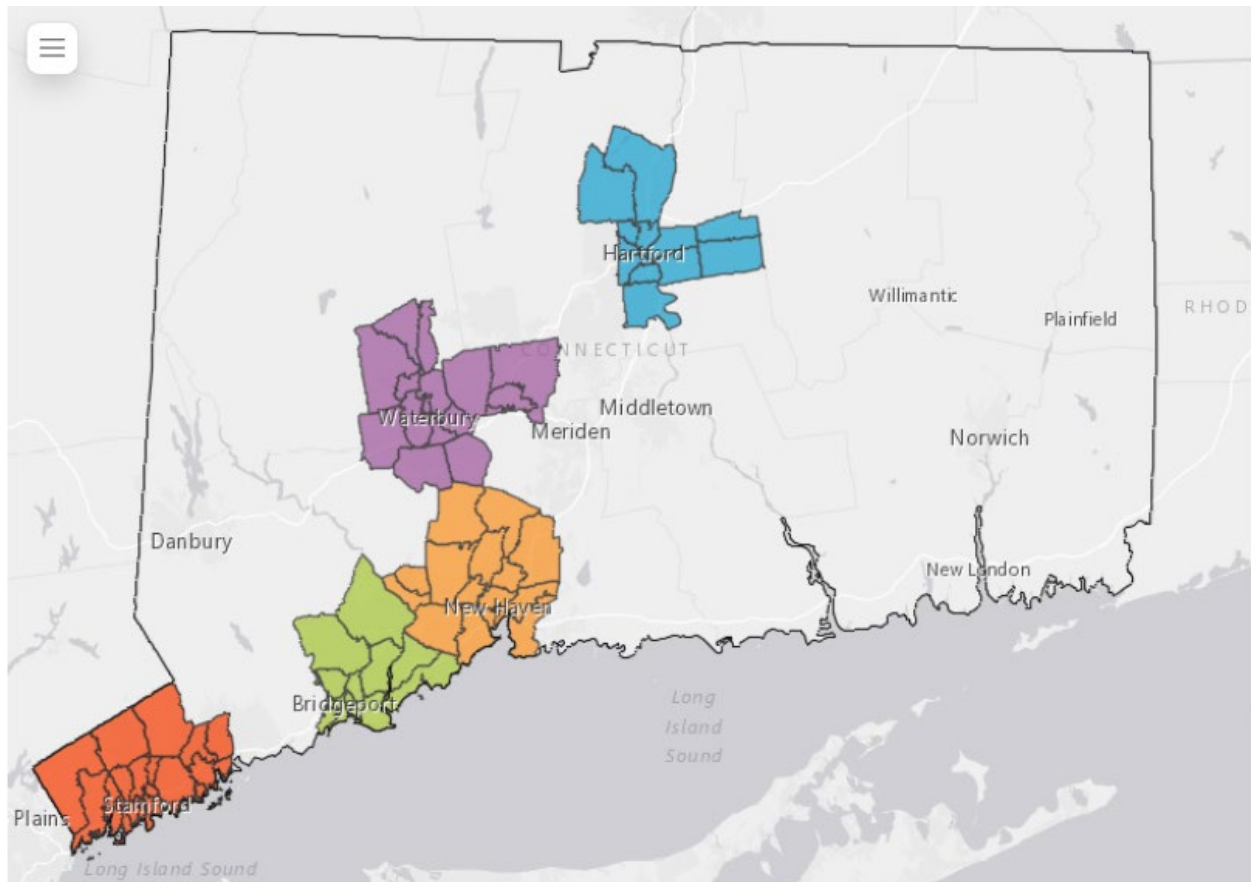 Hartford
Willimantic
Plainfield
RHOD
CONNECTICUT
Waterbury
Middletown
Meriden
Norwich
Danbury
New London
New Haven
Bridgeport
Long
Island
Sound
Stamford
Plains
Long Island Sound